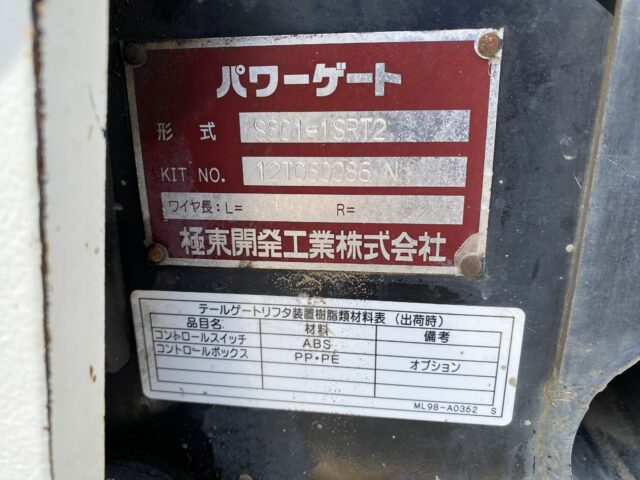 パワーゲート
形式 S601-1SRT2
KIT NO. 12T060086 N
ワイヤ長:L= R=
極東開発工業株式会社
テールゲートリフタ装置樹脂類材料表(出荷時)
品目名 材料 備考
コントロールスイッチ ABS
コントロールボックス PP・PE オプション
ML98-A0362 S